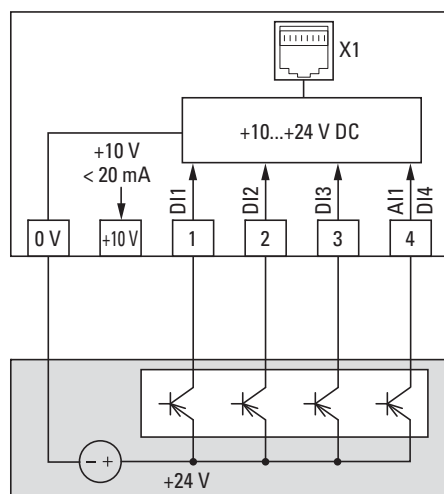 X1
+10...+24 V DC
+10 V
< 20 mA
DI1
DI2
DI3
AI1
DI4
0 V
+10 V
1
2
3
4
- +
+24 V